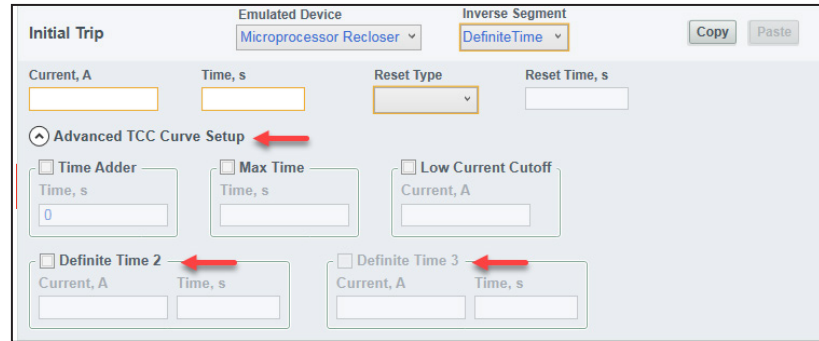 Emulated Device Inverse Segment
Initial Trip Microprocessor Recloser DefiniteTime Copy Paste
Current, A Time, s Reset Type Reset Time, s
Advanced TCC Curve Setup
Time Adder Max Time Low Current Cutoff
Time, s Time, s Current, A
0
Definite Time 2 Definite Time 3
Current, A Time, s Current, A Time, s